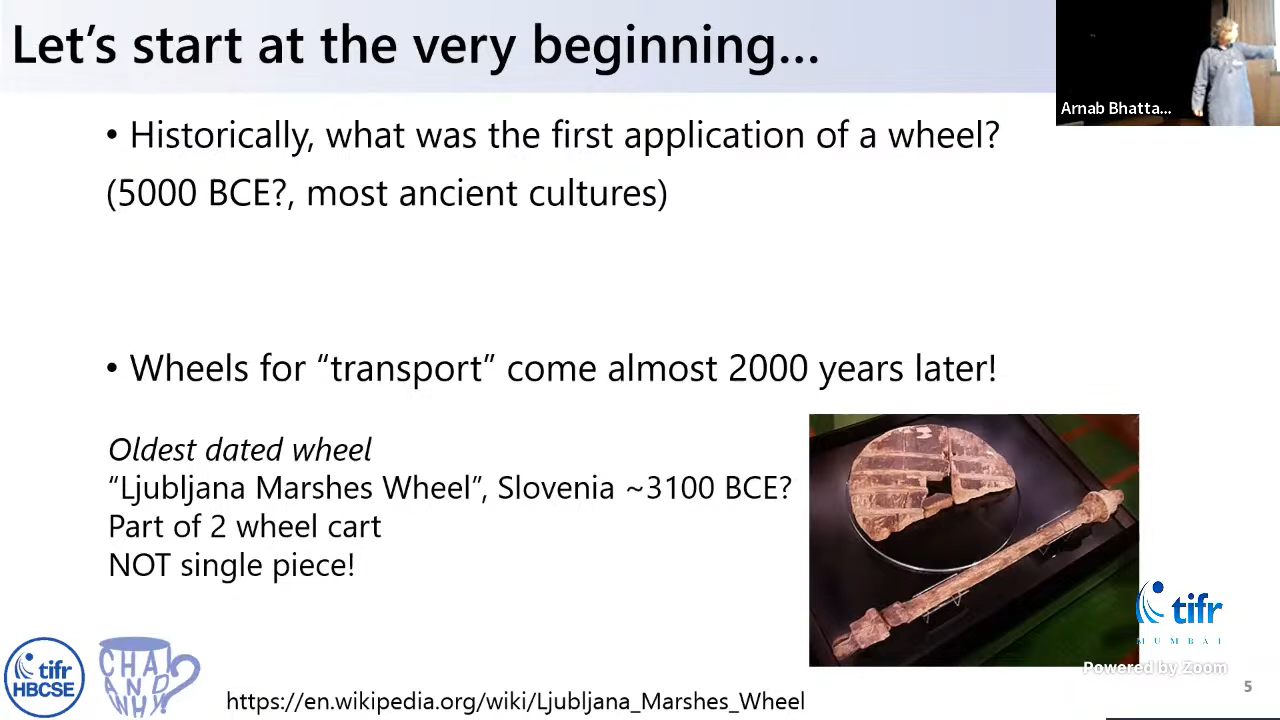 Let’s start at the very beginning...
Arnab Bhatta...
• Historically, what was the first application of a wheel?
(5000 BCE?, most ancient cultures)
• Wheels for “transport” come almost 2000 years later!
Oldest dated wheel
“Ljubljana Marshes Wheel”, Slovenia ~3100 BCE?
Part of 2 wheel cart
NOT single piece!
tifr
MUMBAI
Powered by Zoom
tifr
HBCSE
CHAI
AND
WHY?
https://en.wikipedia.org/wiki/Ljubljana_Marshes_Wheel
5